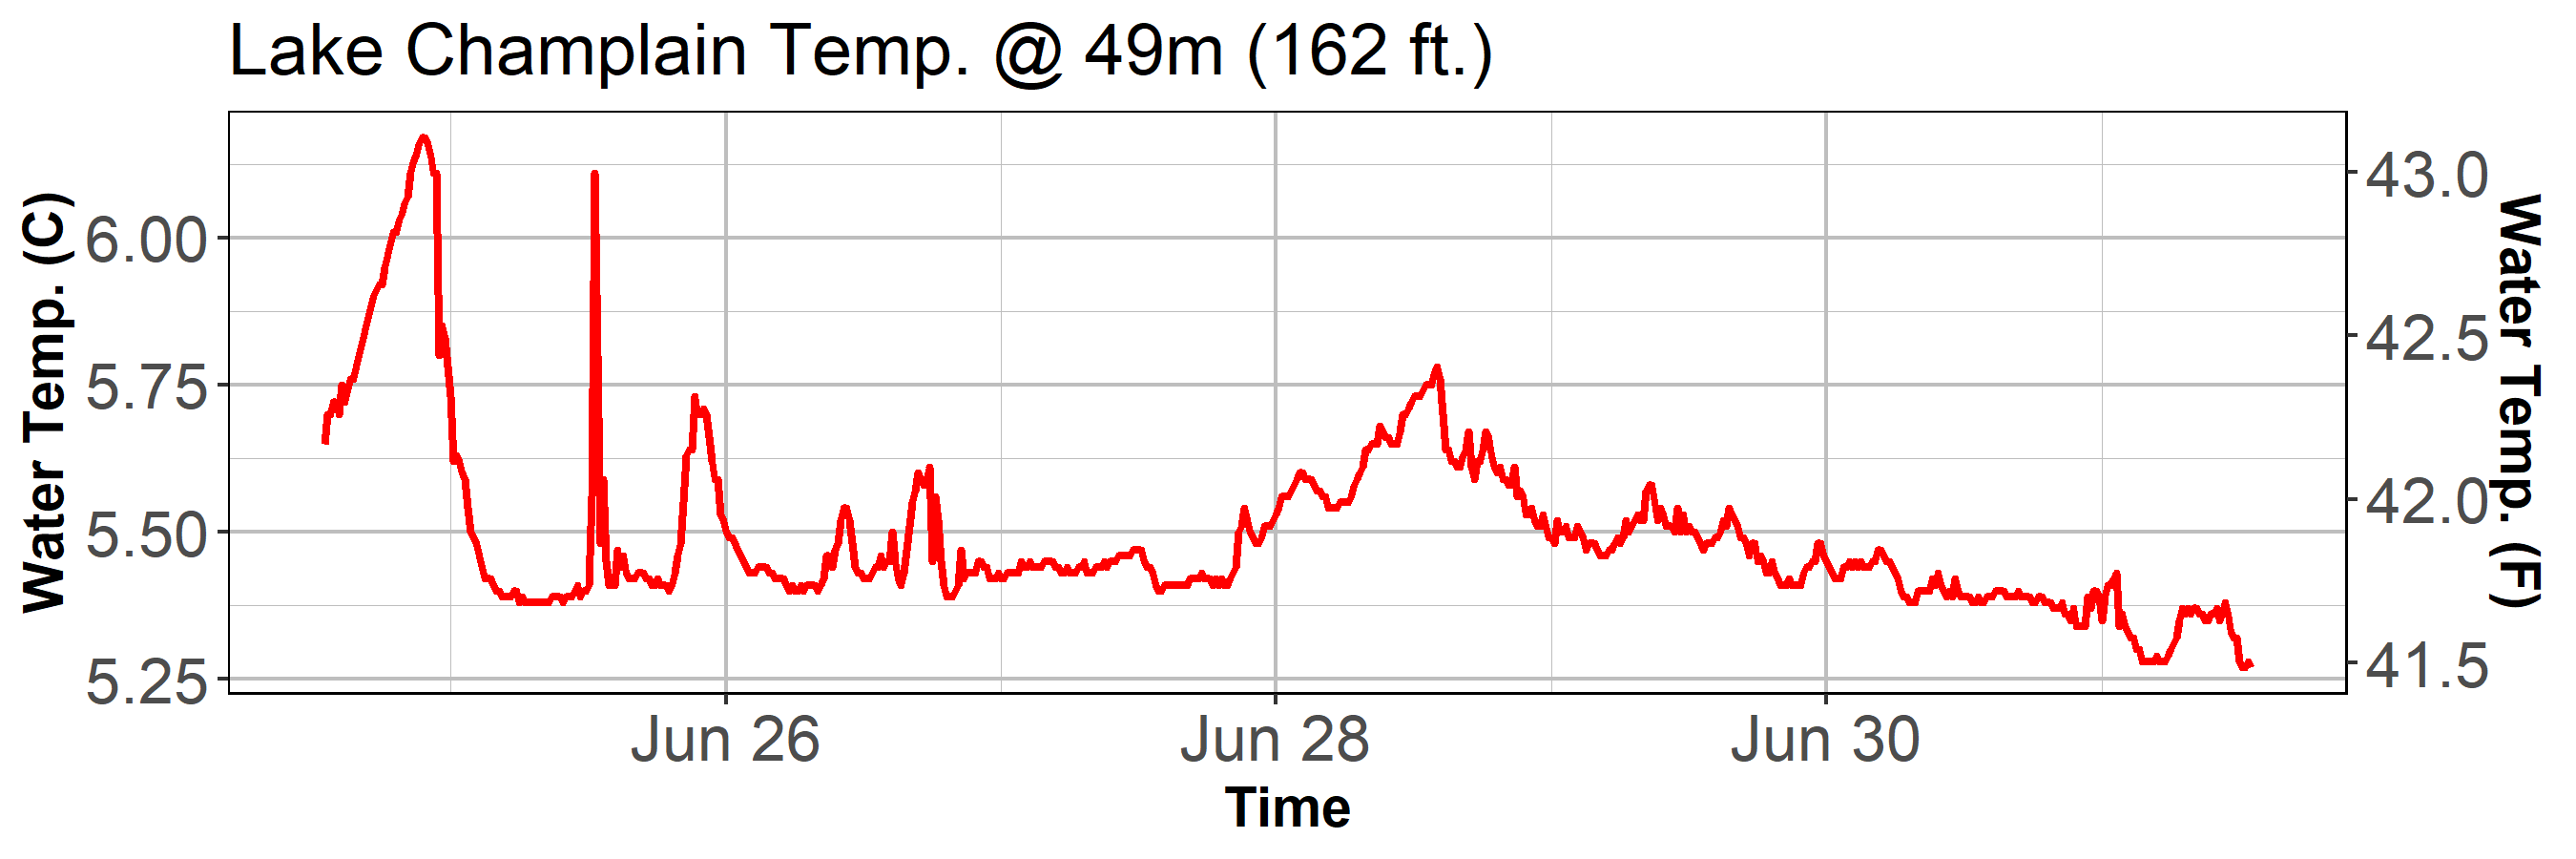 Lake Champlain Temp. @ 49m (162 ft.)
Water Temp. (C)
6.00
5.75
5.50
5.25
43.0
42.5
42.0
41.5
Water Temp. (F)
Jun 26 Jun 28 Jun 30
Time